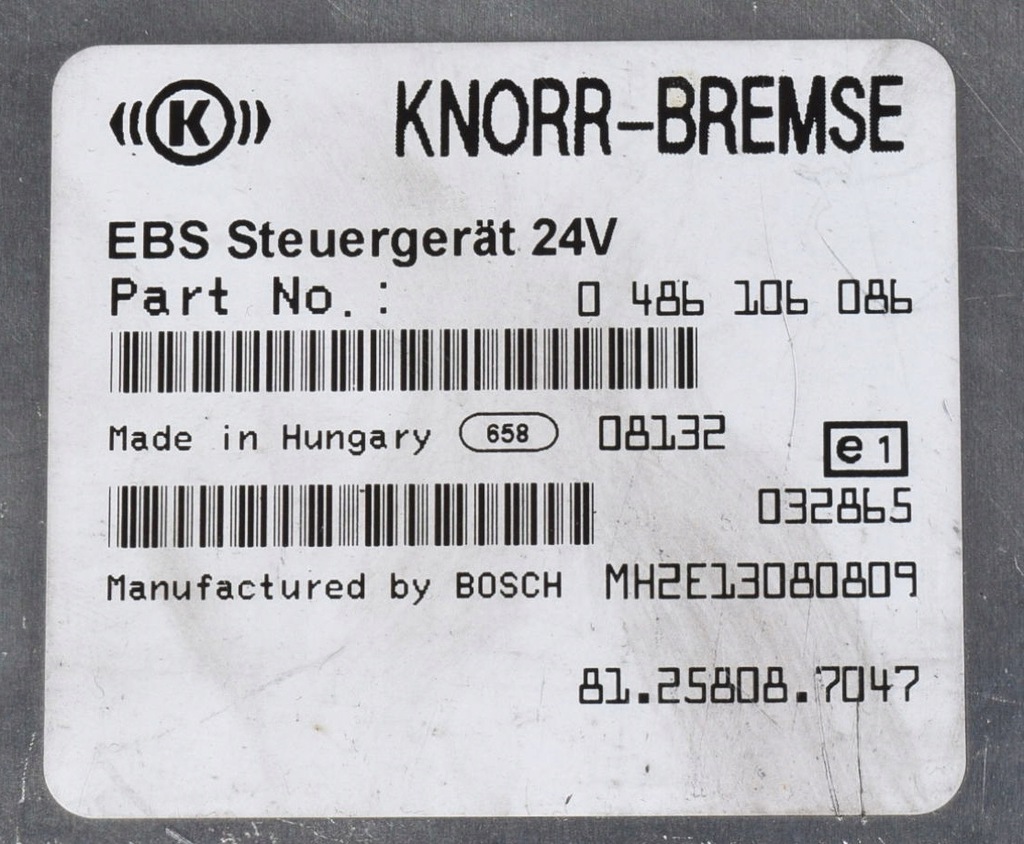 K KNORR-BREMSE
EBS Steuergerät 24V
Part No.: 0 486 106 086
Made in Hungary 658 08132 e1
032865
Manufactured by BOSCH MH2E13080809
81.25808.7047